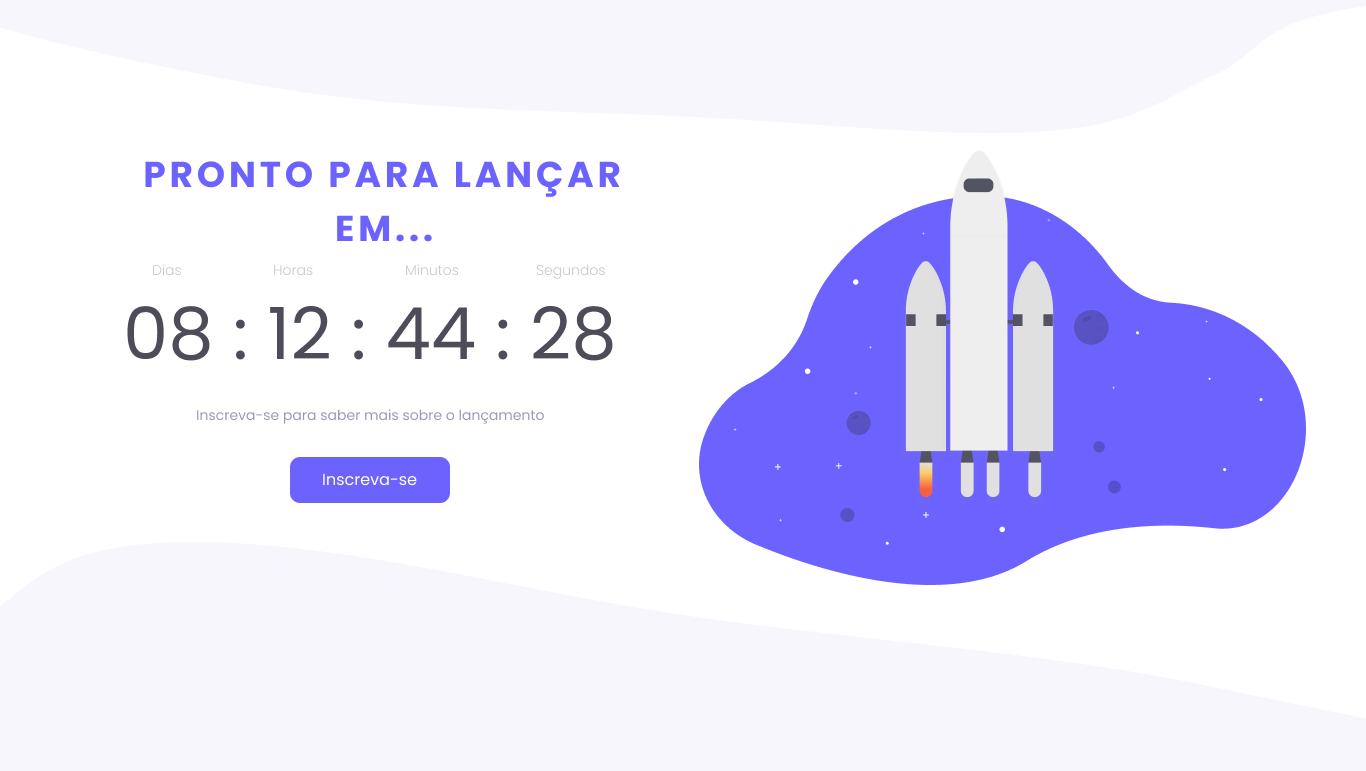 PRONTO PARA LANÇAR
EM...
Dias Horas Minutos Segundos
08 : 12 : 44 : 28
Inscreva-se para saber mais sobre o lançamento
Inscreva-se